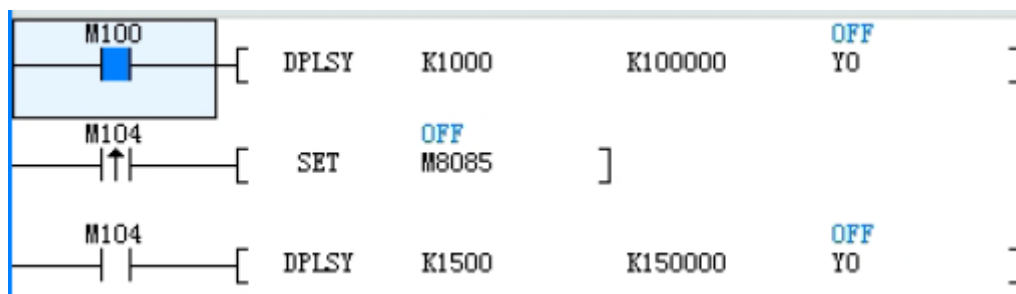 M100 OFF
DPLSY K1000 K100000 Y0
M104 OFF
SET M8085
M104 OFF
DPLSY K1500 K150000 Y0